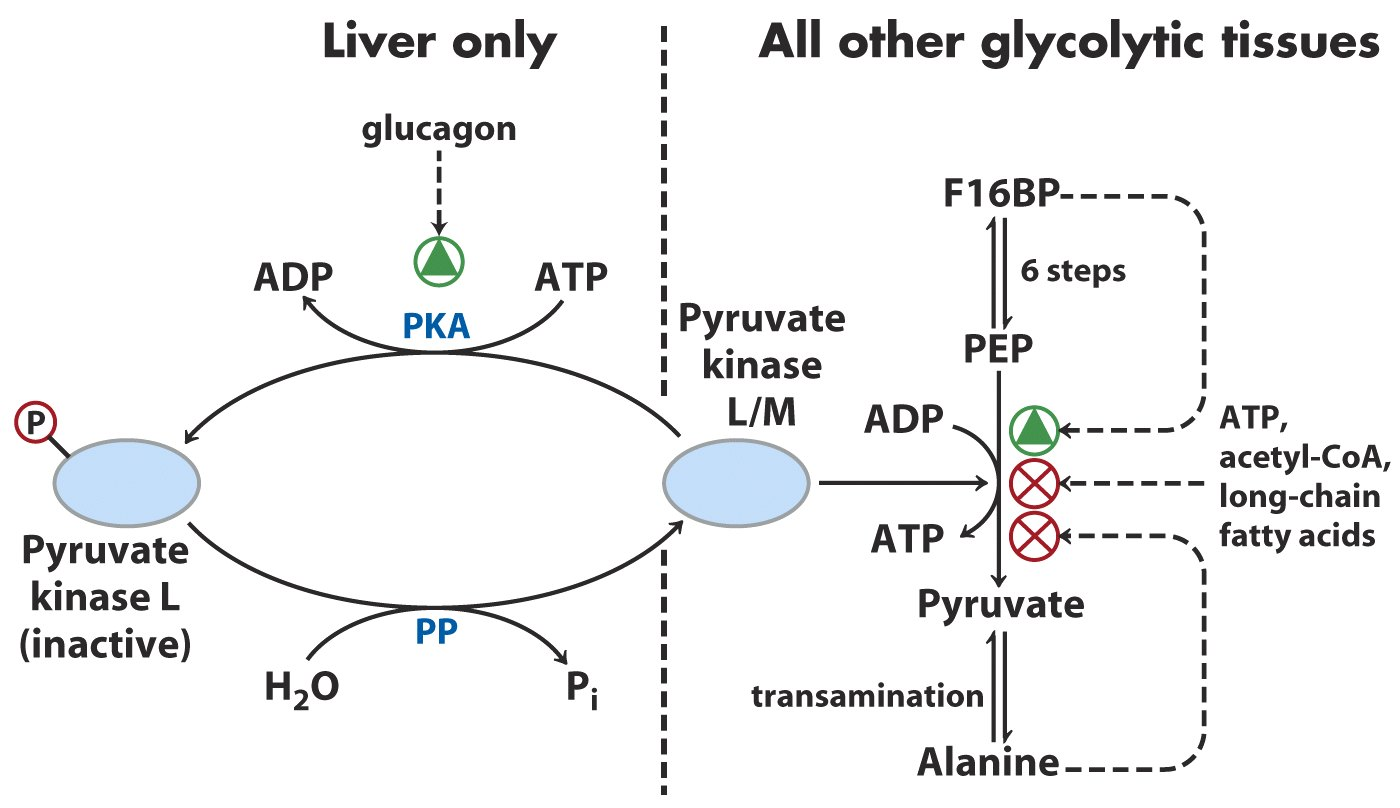 Liver only
All other glycolytic tissues
glucagon
ADP
ATP
PKA
P
Pyruvate
kinase L
(inactive)
PP
H₂O
Pᵢ
Pyruvate
kinase
L/M
F16BP
6 steps
PEP
ADP
ATP
ATP,
acetyl-CoA,
long-chain
fatty acids
Pyruvate
transamination
Alanine